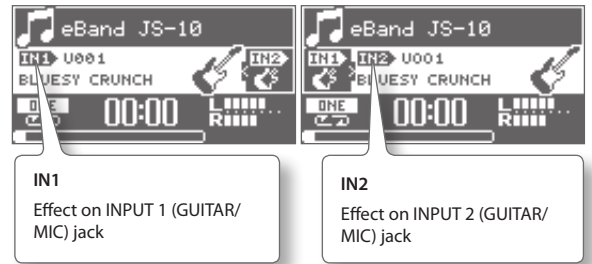 eBand JS-10
IN1 U001 IN2
BLUESY CRUNCH
ONE 00:00 L
R
eBand JS-10
IN1 IN2 U001
BLUESY CRUNCH
ONE 00:00 L
R
IN1
Effect on INPUT 1 (GUITAR/
MIC) jack
IN2
Effect on INPUT 2 (GUITAR/
MIC) jack